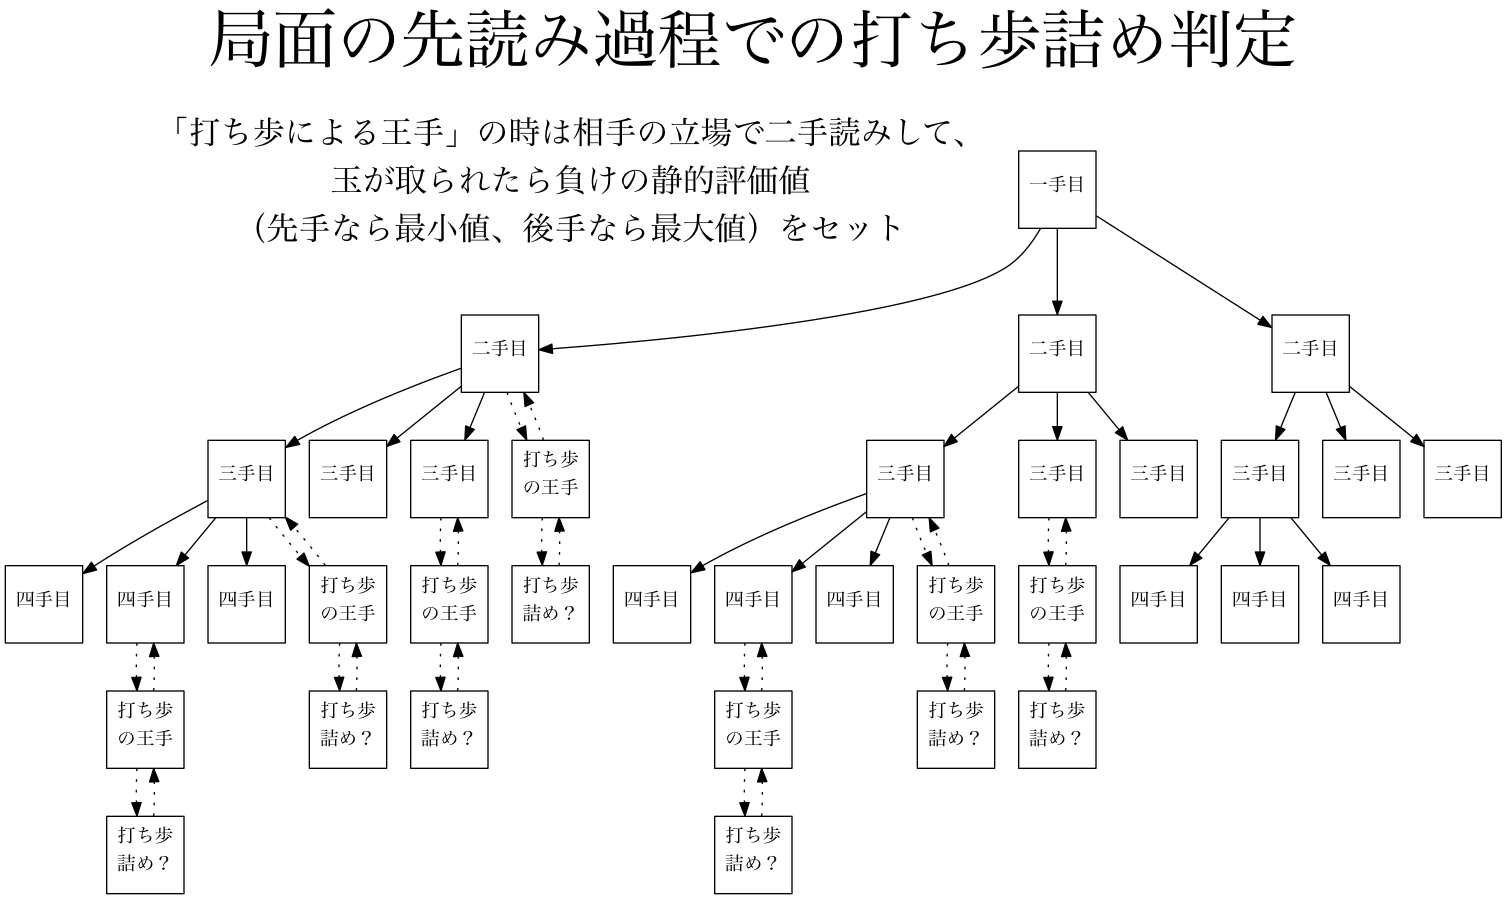 局面の先読み過程での打ち歩詰め判定
「打ち歩による王手」の時は相手の立場で二手読みして、
玉が取られたら負けの静的評価値
（先手なら最小値、後手なら最大値）をセット
一手目
二手目
二手目
二手目
三手目
三手目
三手目
打ち歩
の王手
三手目
三手目
三手目
三手目
三手目
三手目
四手目
四手目
四手目
打ち歩
の王手
打ち歩
の王手
打ち歩
詰め？
四手目
四手目
四手目
打ち歩
の王手
打ち歩
の王手
四手目
四手目
四手目
打ち歩
の王手
打ち歩
詰め？
打ち歩
詰め？
打ち歩
の王手
打ち歩
詰め？
打ち歩
詰め？
打ち歩
詰め？
打ち歩
詰め？